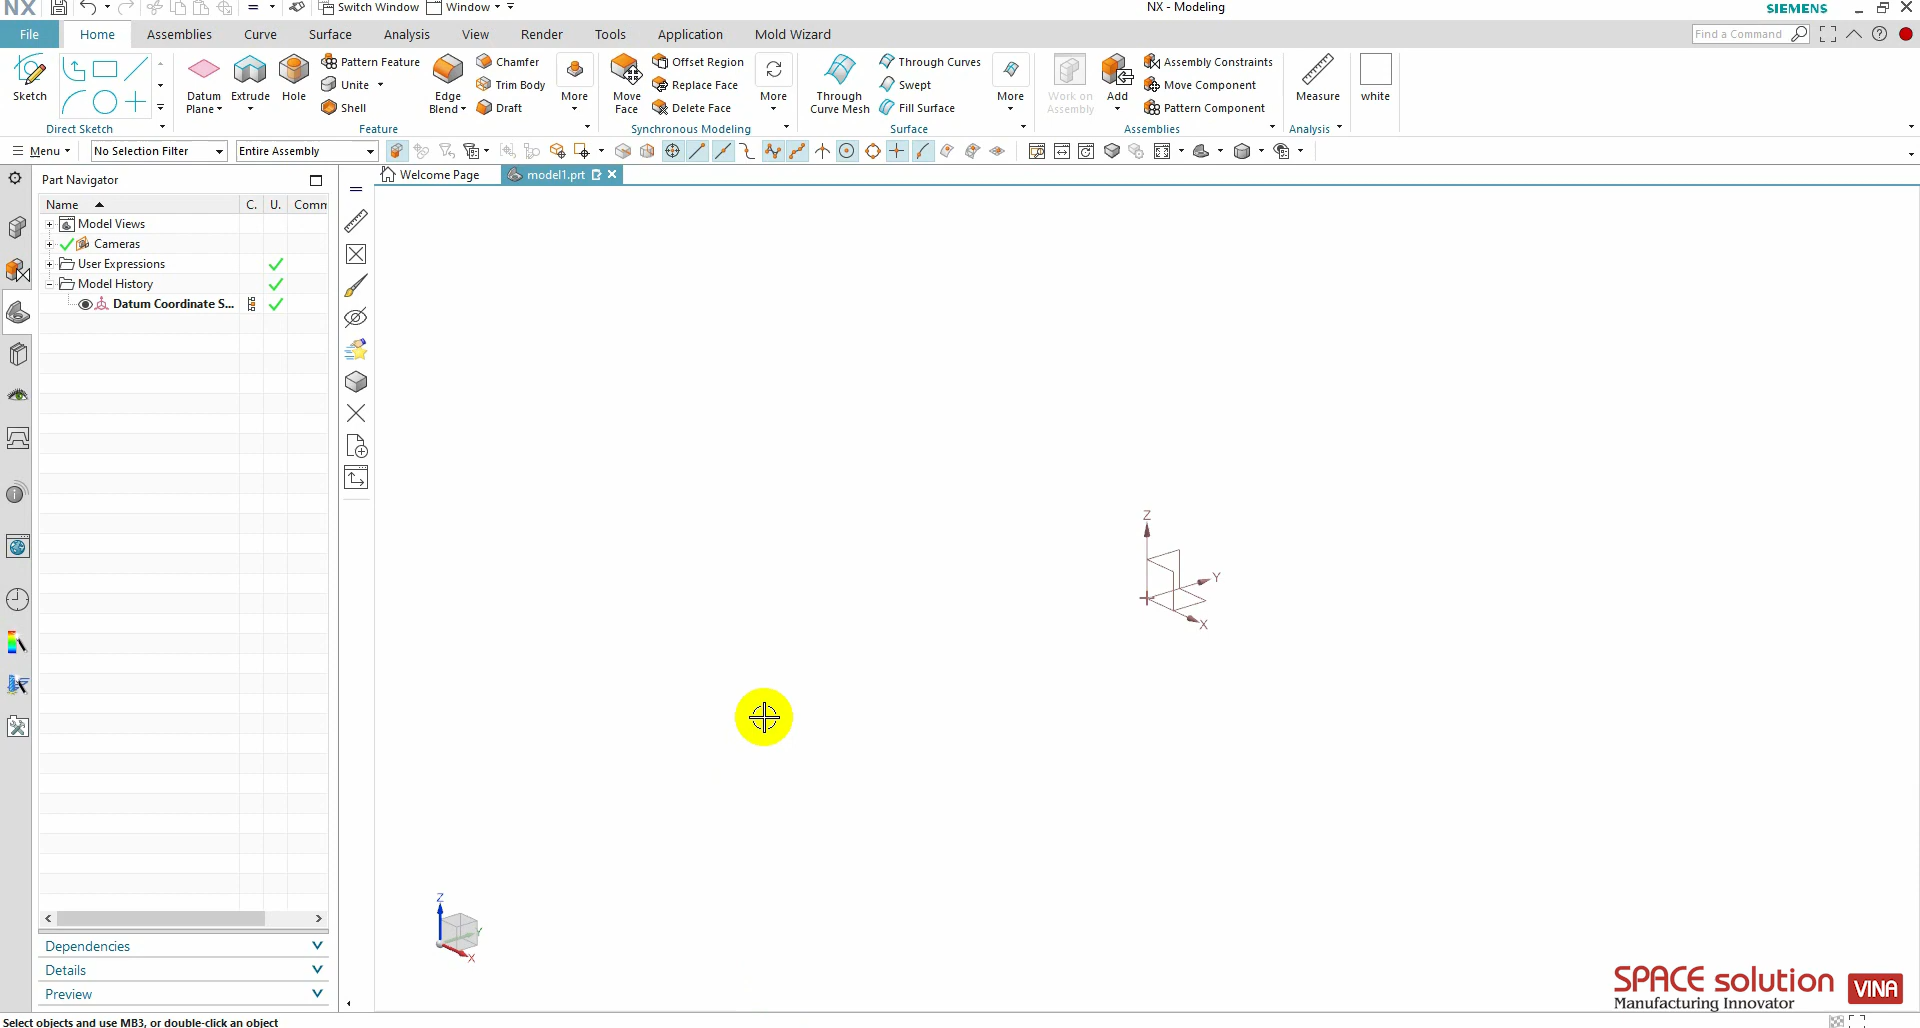 NX Switch Window Window NX - Modeling SIEMENS
File Home Assemblies Curve Surface Analysis View Render Tools Application Mold Wizard Find a Command
Sketch
Direct Sketch
Datum Plane
Extrude
Hole
Pattern Feature
Unite
Shell
Edge Blend
Chamfer
Trim Body
Draft
More
Feature
Move Face
Offset Region
Replace Face
Delete Face
More
Synchronous Modeling
Through Curve Mesh
Through Curves
Swept
Fill Surface
More
Surface
Work on Assembly
Add
Assembly Constraints
Move Component
Pattern Component
Assemblies
Measure
Analysis
white
Menu No Selection Filter Entire Assembly
Part Navigator
Welcome Page model1.prt
Name C. U. Comm
Model Views
Cameras
User Expressions
Model History
Datum Coordinate S...
Z
Y
X
Z
Y
X
Dependencies
Details
Preview
SPACE solution VINA
Manufacturing Innovator
Select objects and use MB3, or double-click an object